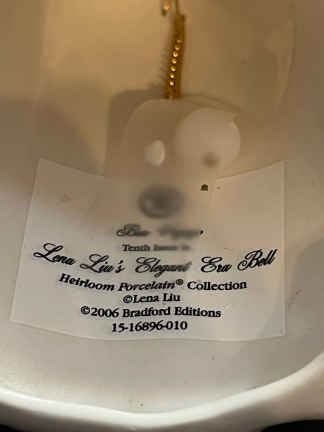 Tenth Issue in
Lena Liu's Elegant Era Bell
Heirloom Porcelain® Collection
©Lena Liu
©2006 Bradford Editions
15-16896-010